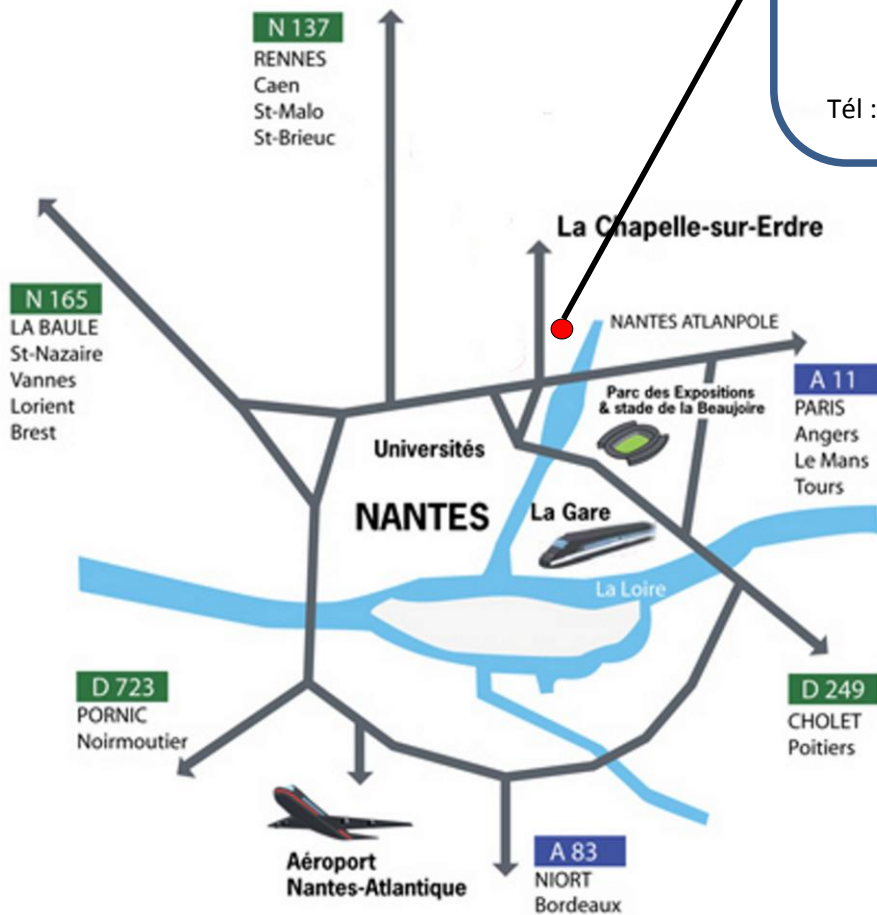 N 137
RENNES
Caen
St-Malo
St-Brieuc
Tél :
La Chapelle-sur-Erdre
N 165
LA BAULE
St-Nazaire
Vannes
Lorient
Brest
NANTES ATLANPOLE
A 11
PARIS
Angers
Le Mans
Tours
Parc des Expositions
& stade de la Beaujoire
Universités
NANTES
La Gare
La Loire
D 723
PORNIC
Noirmoutier
D 249
CHOLET
Poitiers
Aéroport
Nantes-Atlantique
A 83
NIORT
Bordeaux